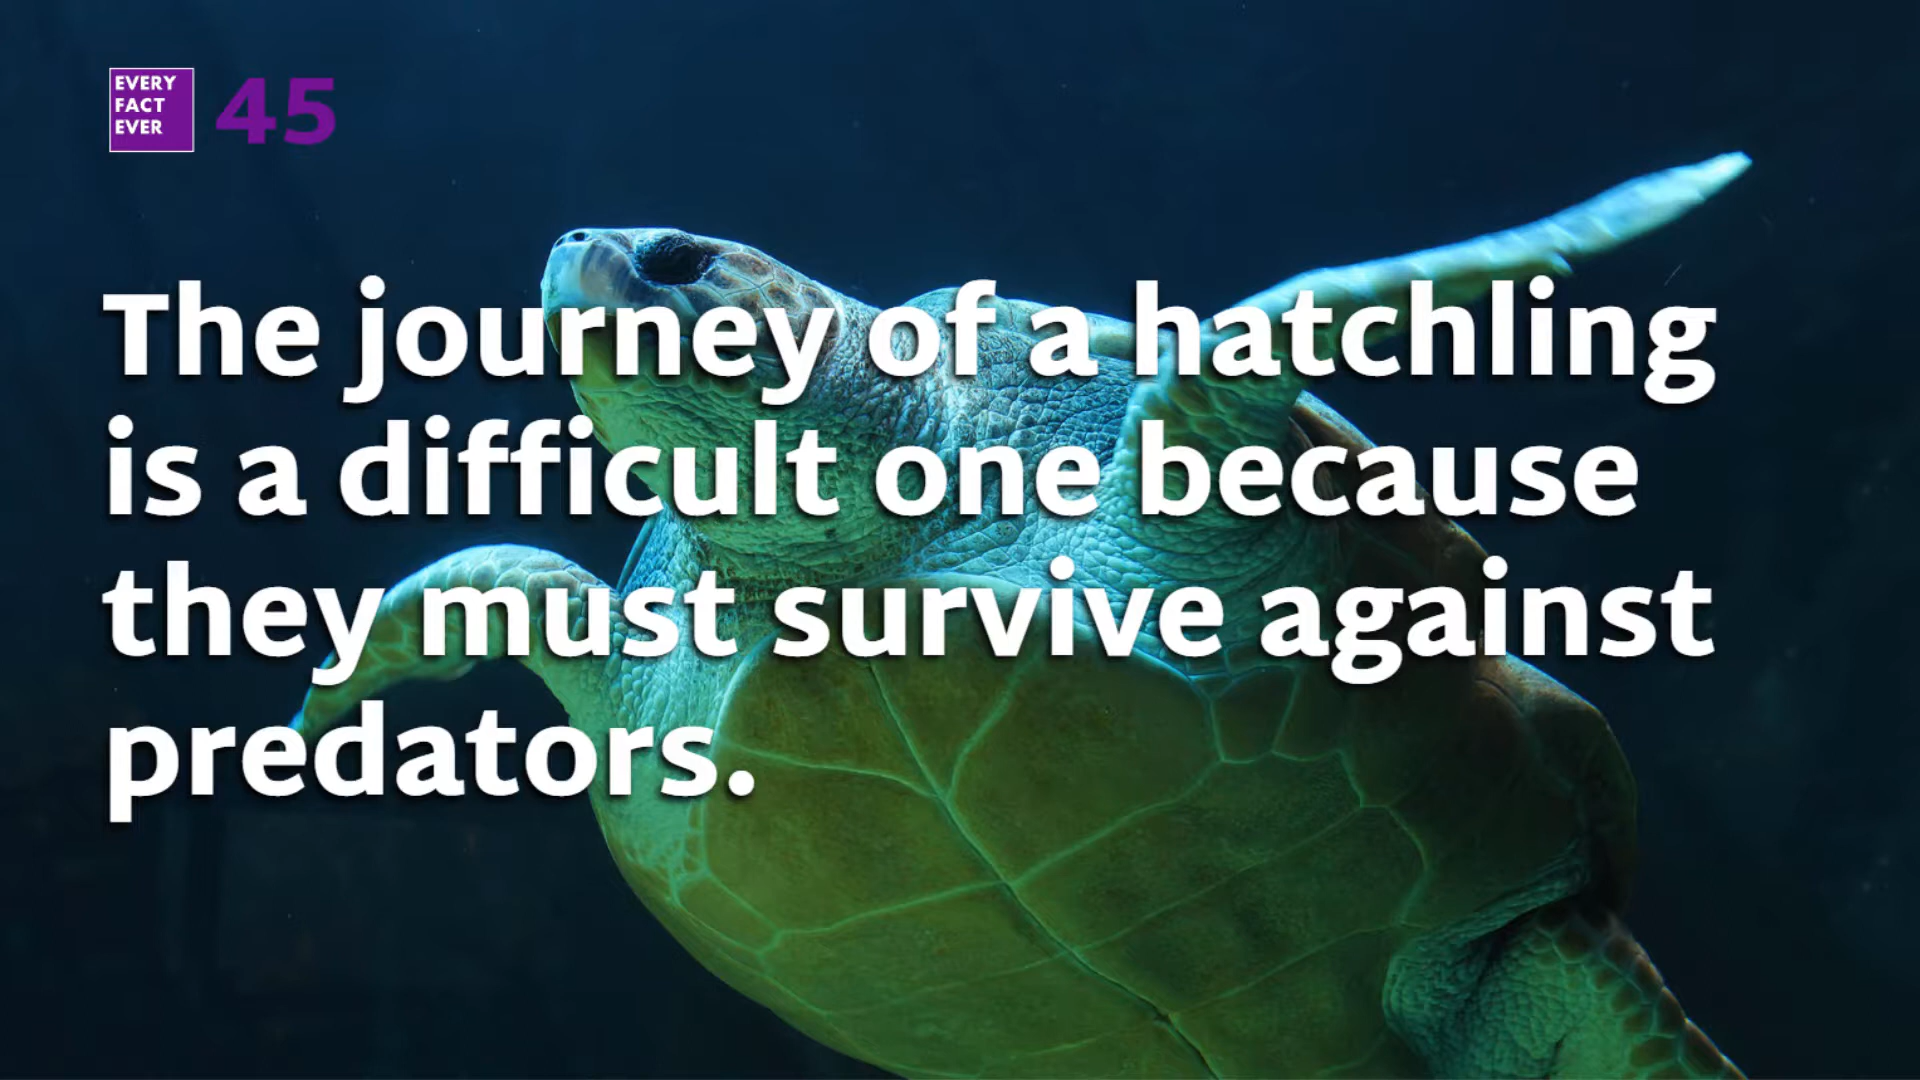 EVERY
FACT
EVER
45
The journey of a hatchling
is a difficult one because
they must survive against
predators.